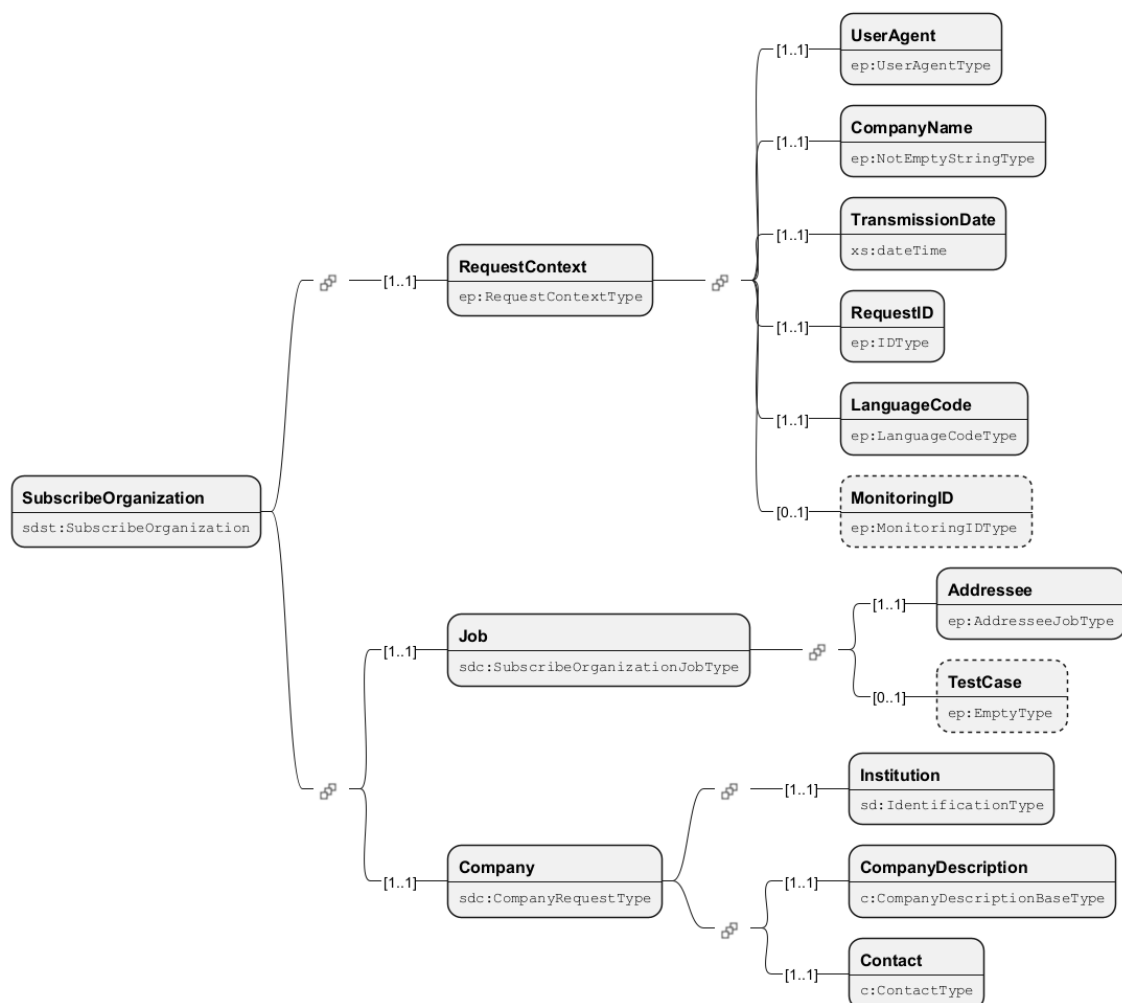 UserAgent
[1..1]
ep:UserAgentType
CompanyName
[1..1]
ep:NotEmptyStringType
TransmissionDate
[1..1]
xs:dateTime
RequestContext
[1..1]
ep:RequestContextType
RequestID
[1..1]
ep:IDType
LanguageCode
[1..1]
ep:LanguageCodeType
MonitoringID
[0..1]
ep:MonitoringIDType
SubscribeOrganization
sdst:SubscribeOrganization
Job
[1..1]
sdc:SubscribeOrganizationJobType
Addressee
[1..1]
ep:AddresseeJobType
TestCase
[0..1]
ep:EmptyType
Company
[1..1]
sdc:CompanyRequestType
Institution
[1..1]
sd:IdentificationType
CompanyDescription
[1..1]
c:CompanyDescriptionBaseType
Contact
[1..1]
c:ContactType